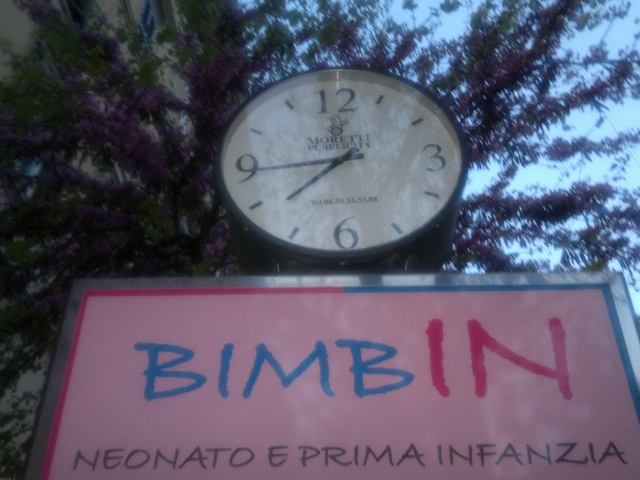 12
MORETTI
PUBBLICITÀ
9
3
6
BIMBIN
NEONATO E PRIMA INFANZIA